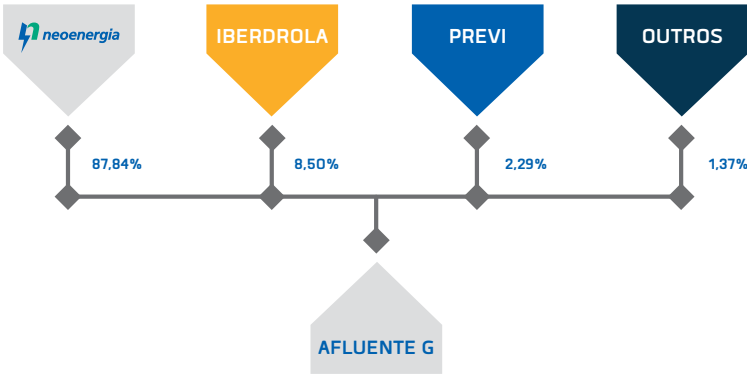 neoenergia
IBERDROLA
PREVI
OUTROS
87,84%
8,50%
2,29%
1,37%
AFLUENTE G